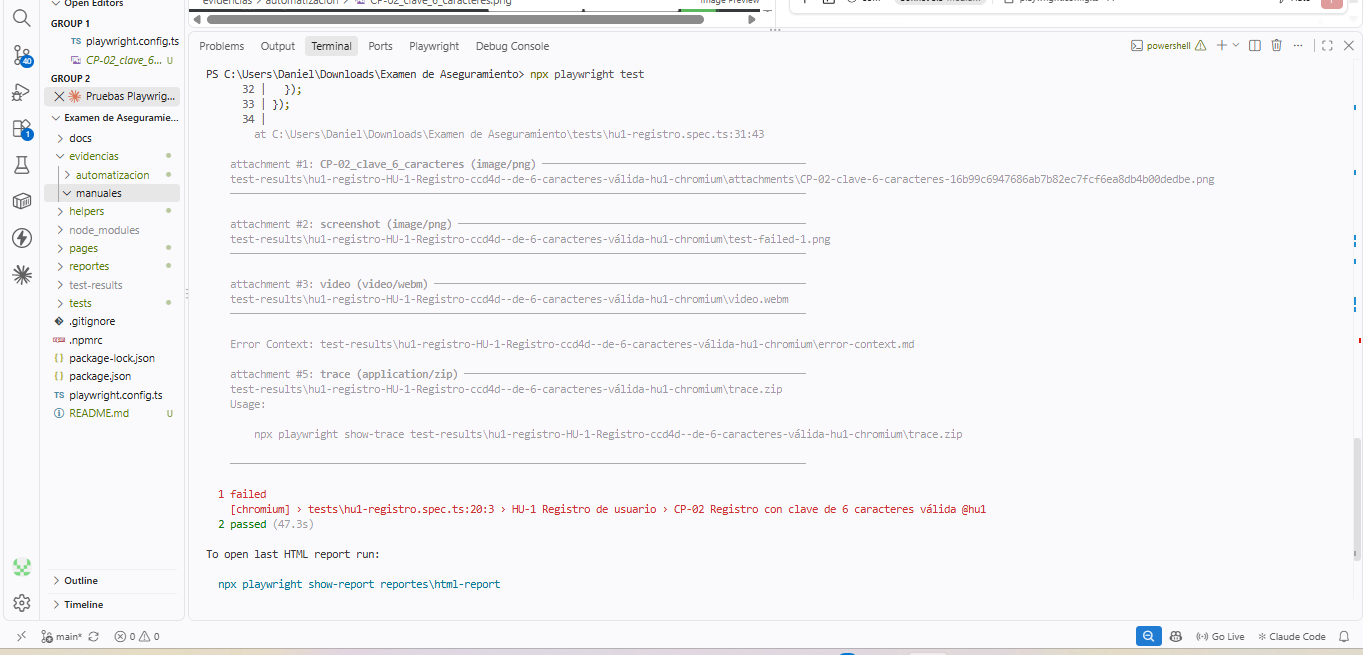 Open Editors
evidencias > automatizacion > CP-02_clave_6_caracteres.png
Image Preview
GROUP 1
TS playwright.config.ts
CP-02_clave_6... U
GROUP 2
Pruebas Playwrig...
Examen de Aseguramie...
docs
evidencias
automatizacion
manuales
helpers
node_modules
pages
reportes
test-results
tests
.gitignore
.npmrc
package-lock.json
package.json
TS playwright.config.ts
README.md U
Outline
Timeline
40
1
Problems Output Terminal Ports Playwright Debug Console
powershell
PS C:\Users\Daniel\Downloads\Examen de Aseguramiento> npx playwright test
32 | });
33 | });
34 |
at C:\Users\Daniel\Downloads\Examen de Aseguramiento\tests\hu1-registro.spec.ts:31:43
attachment #1: CP-02_clave_6_caracteres (image/png)
test-results\hu1-registro-HU-1-Registro-ccd4d--de-6-caracteres-válida-hu1-chromium\attachments\CP-02-clave-6-caracteres-16b99c6947686ab7b82ec7fcf6ea8db4b00dedbe.png
attachment #2: screenshot (image/png)
test-results\hu1-registro-HU-1-Registro-ccd4d--de-6-caracteres-válida-hu1-chromium\test-failed-1.png
attachment #3: video (video/webm)
test-results\hu1-registro-HU-1-Registro-ccd4d--de-6-caracteres-válida-hu1-chromium\video.webm
Error Context: test-results\hu1-registro-HU-1-Registro-ccd4d--de-6-caracteres-válida-hu1-chromium\error-context.md
attachment #5: trace (application/zip)
test-results\hu1-registro-HU-1-Registro-ccd4d--de-6-caracteres-válida-hu1-chromium\trace.zip
Usage:
npx playwright show-trace test-results\hu1-registro-HU-1-Registro-ccd4d--de-6-caracteres-válida-hu1-chromium\trace.zip
1 failed
[chromium] › tests\hu1-registro.spec.ts:20:3 › HU-1 Registro de usuario › CP-02 Registro con clave de 6 caracteres válida @hu1
2 passed (47.3s)
To open last HTML report run:
npx playwright show-report reportes\html-report
main* 0 0
Go Live Claude Code